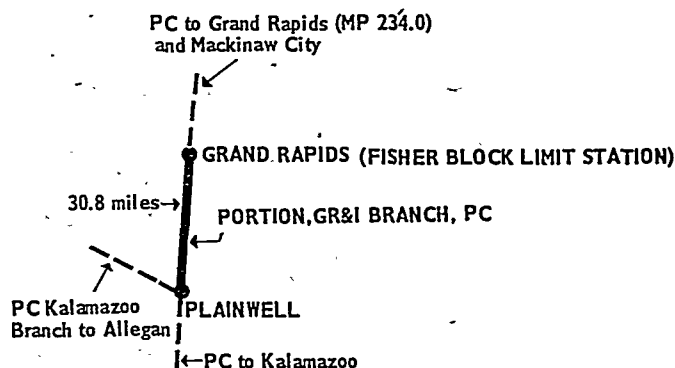 PC to Grand Rapids (MP 234.0)
and Mackinaw City
GRAND RAPIDS (FISHER BLOCK LIMIT STATION)
30.8 miles
PORTION, GR&I BRANCH, PC
PC Kalamazoo
Branch to Allegan
PLAINWELL
PC to Kalamazoo